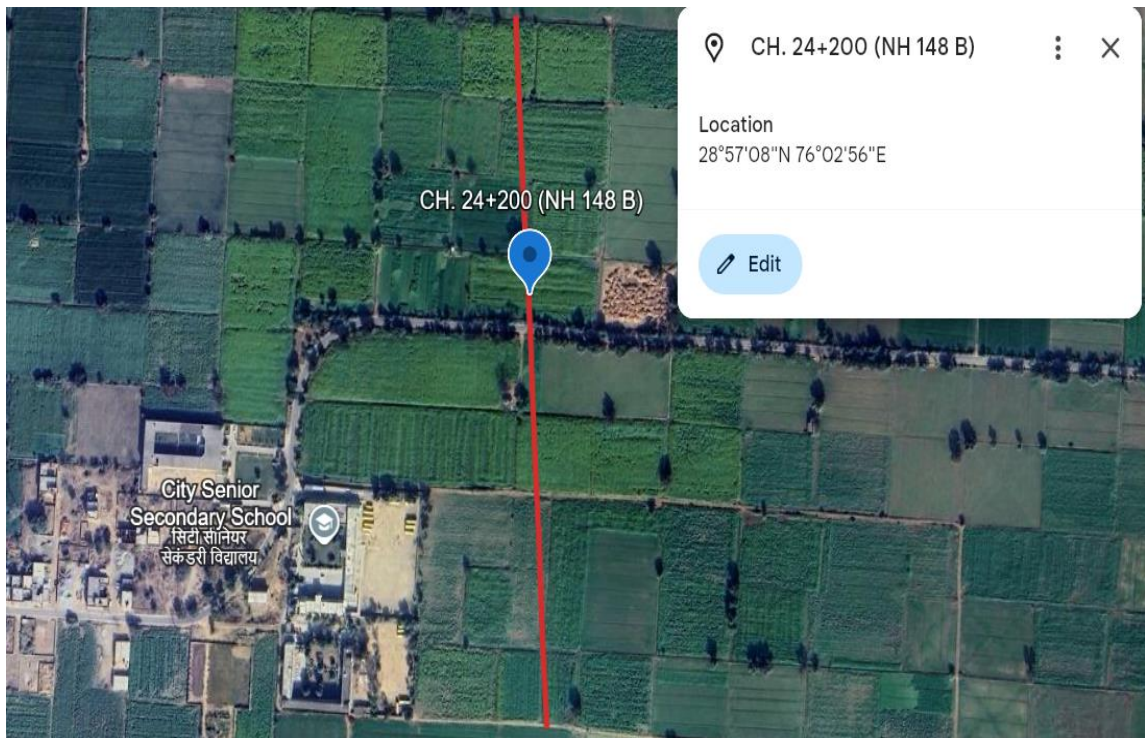 CH. 24+200 (NH 148 B)
Location
28°57'08"N 76°02'56"E
Edit
CH. 24+200 (NH 148 B)
City Senior
Secondary School
सिटी सीनियर
सेकंडरी विद्यालय